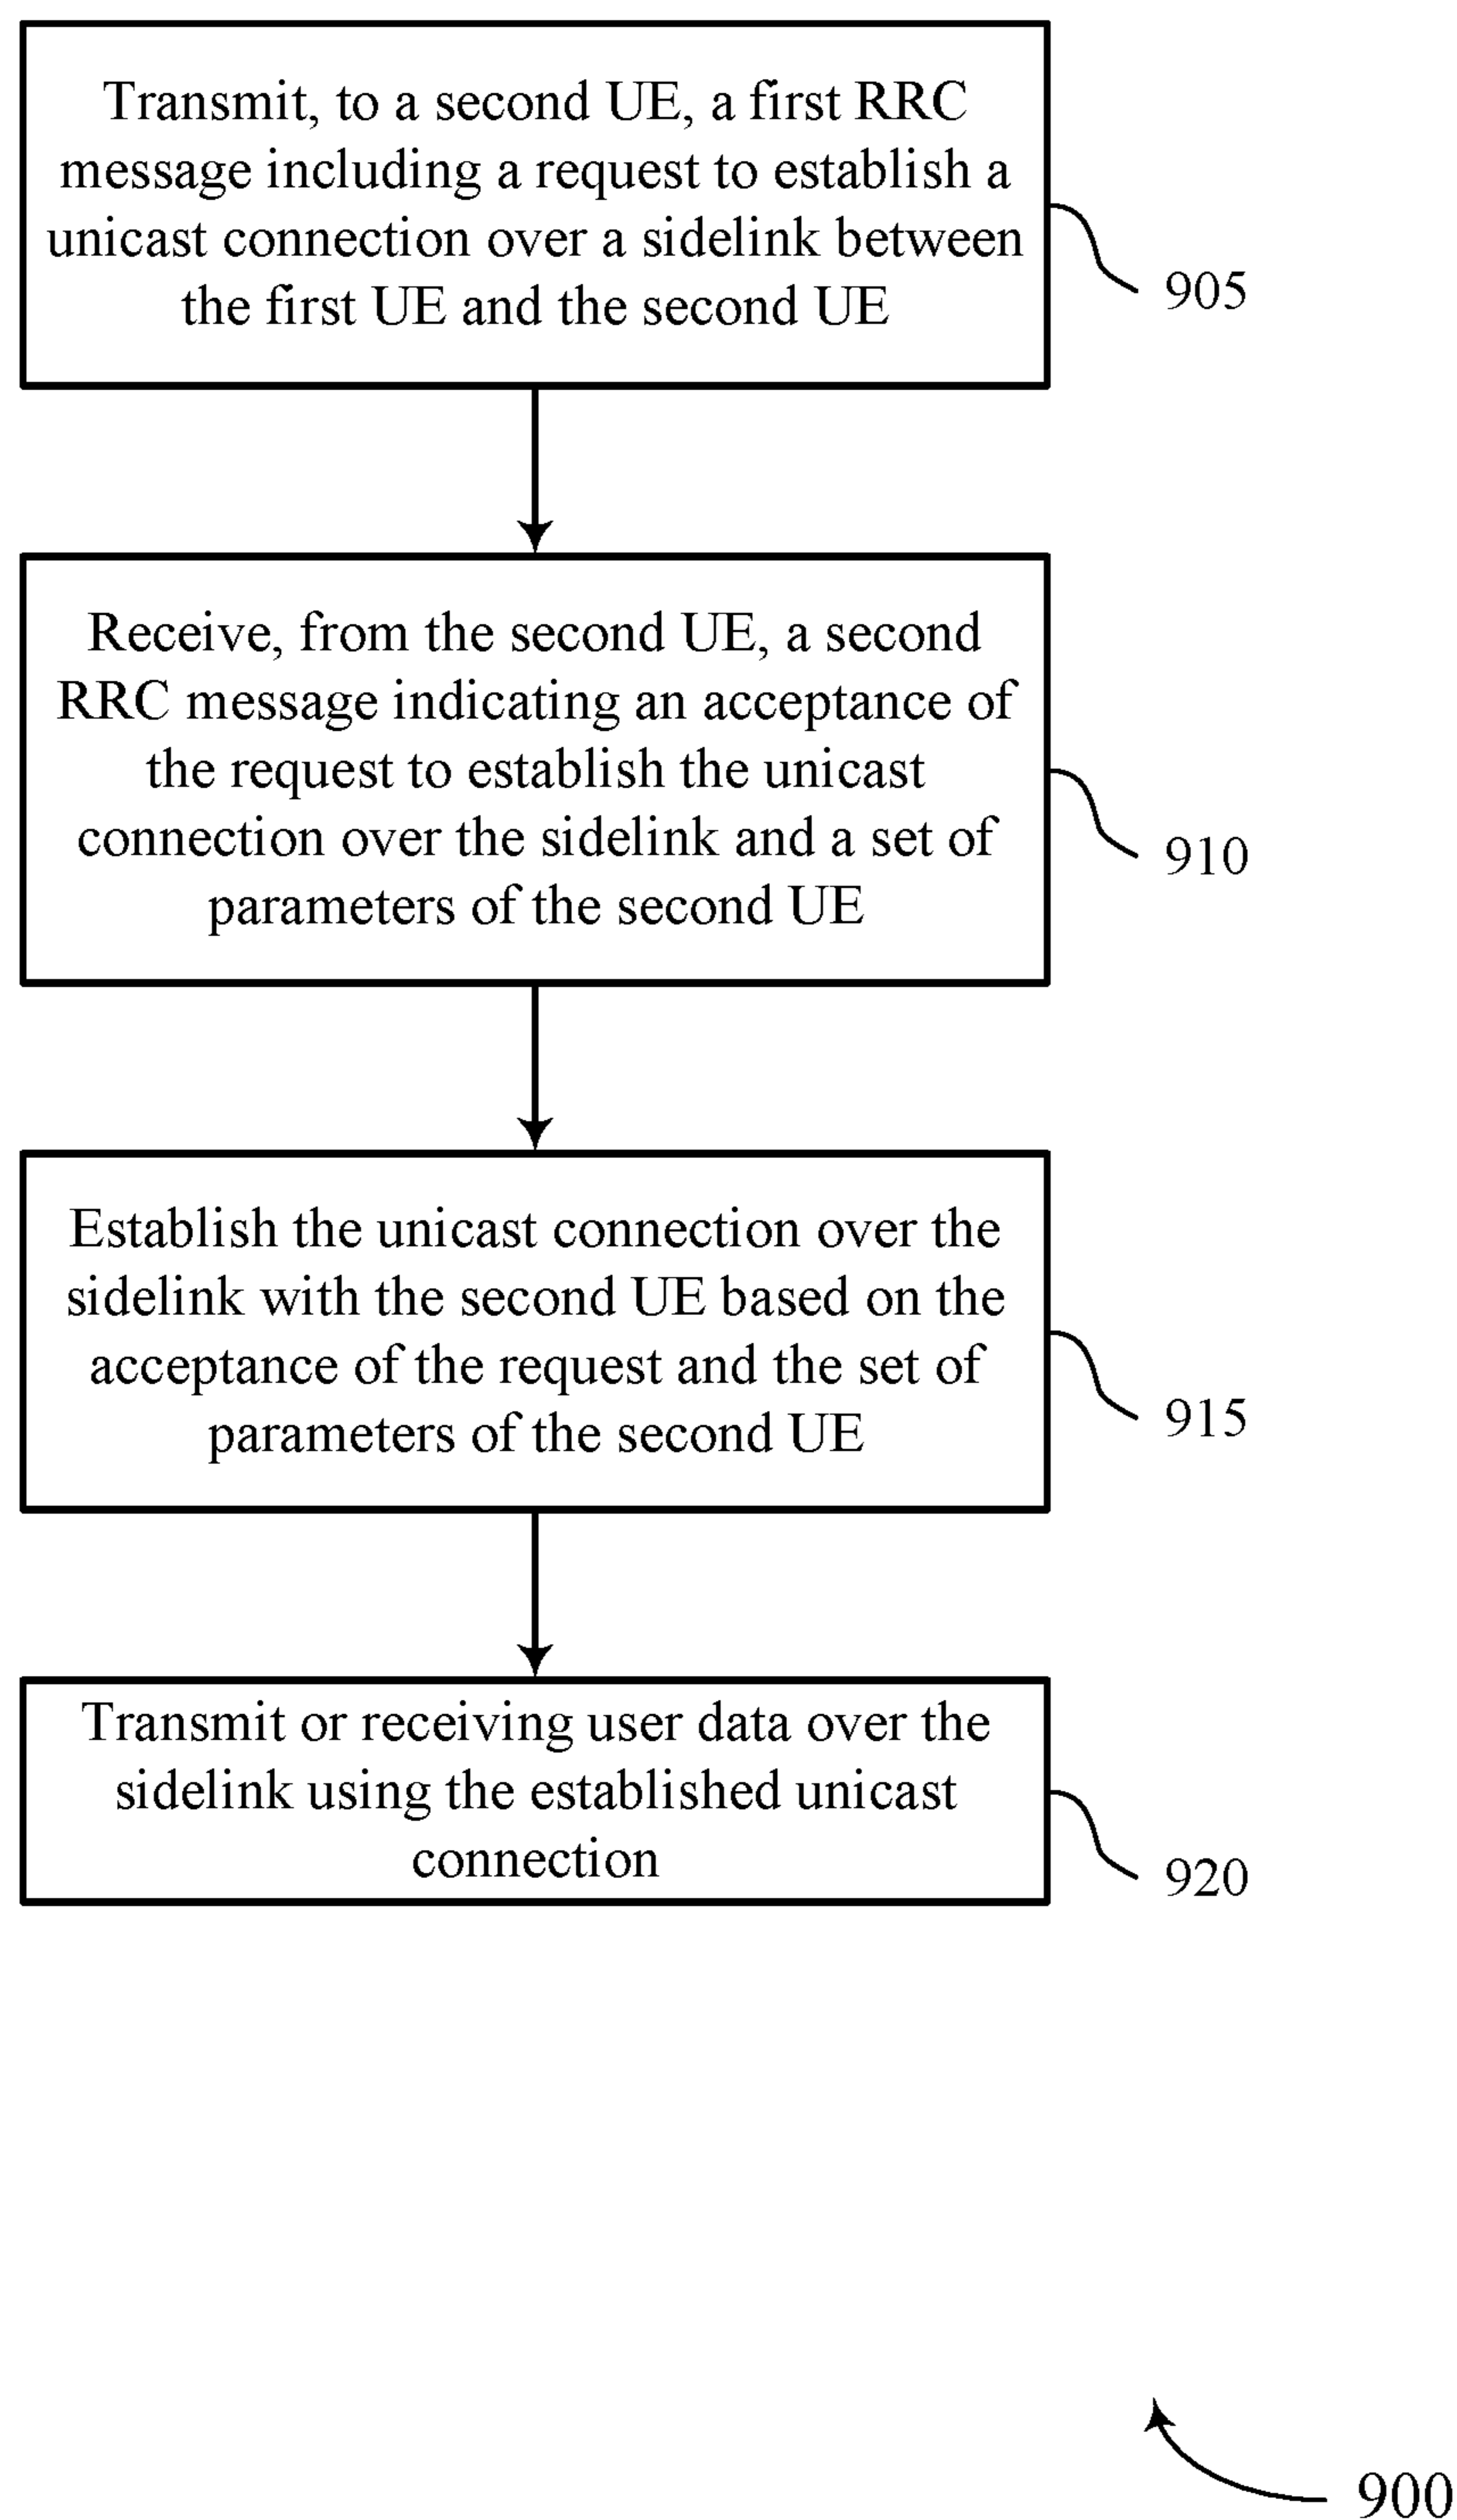 Transmit, to a second UE, a first RRC
message including a request to establish a
unicast connection over a sidelink between
the first UE and the second UE
905
Receive, from the second UE, a second
RRC message indicating an acceptance of
the request to establish the unicast
connection over the sidelink and a set of
parameters of the second UE
910
Establish the unicast connection over the
sidelink with the second UE based on the
acceptance of the request and the set of
parameters of the second UE
915
Transmit or receiving user data over the
sidelink using the established unicast
connection
920
900